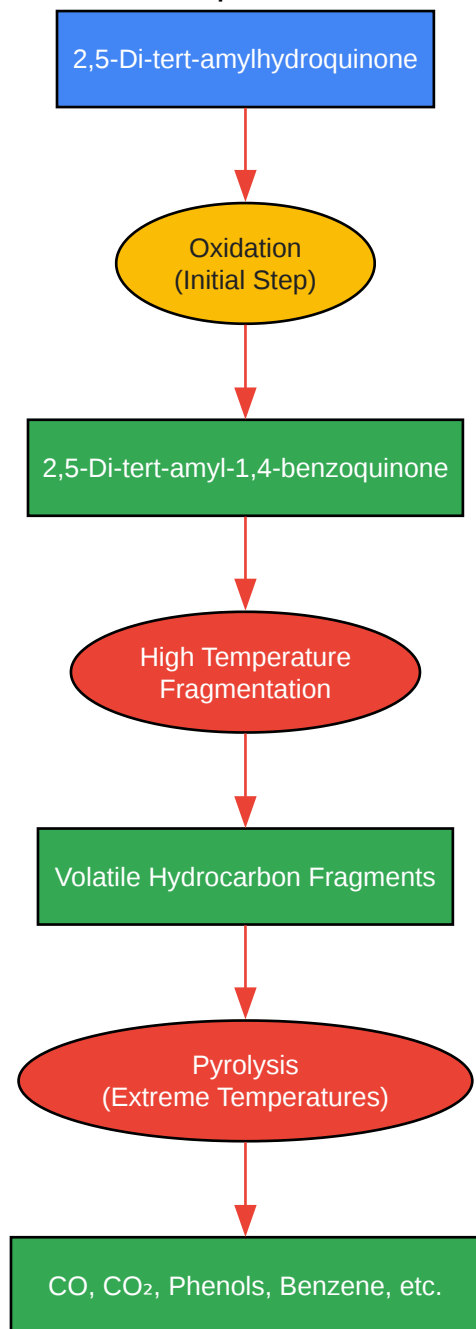 2,5-Di-tert-amylhydroquinone
Oxidation
(Initial Step)
2,5-Di-tert-amyl-1,4-benzoquinone
High Temperature
Fragmentation
Volatile Hydrocarbon Fragments
Pyrolysis
(Extreme Temperatures)
CO, CO₂, Phenols, Benzene, etc.